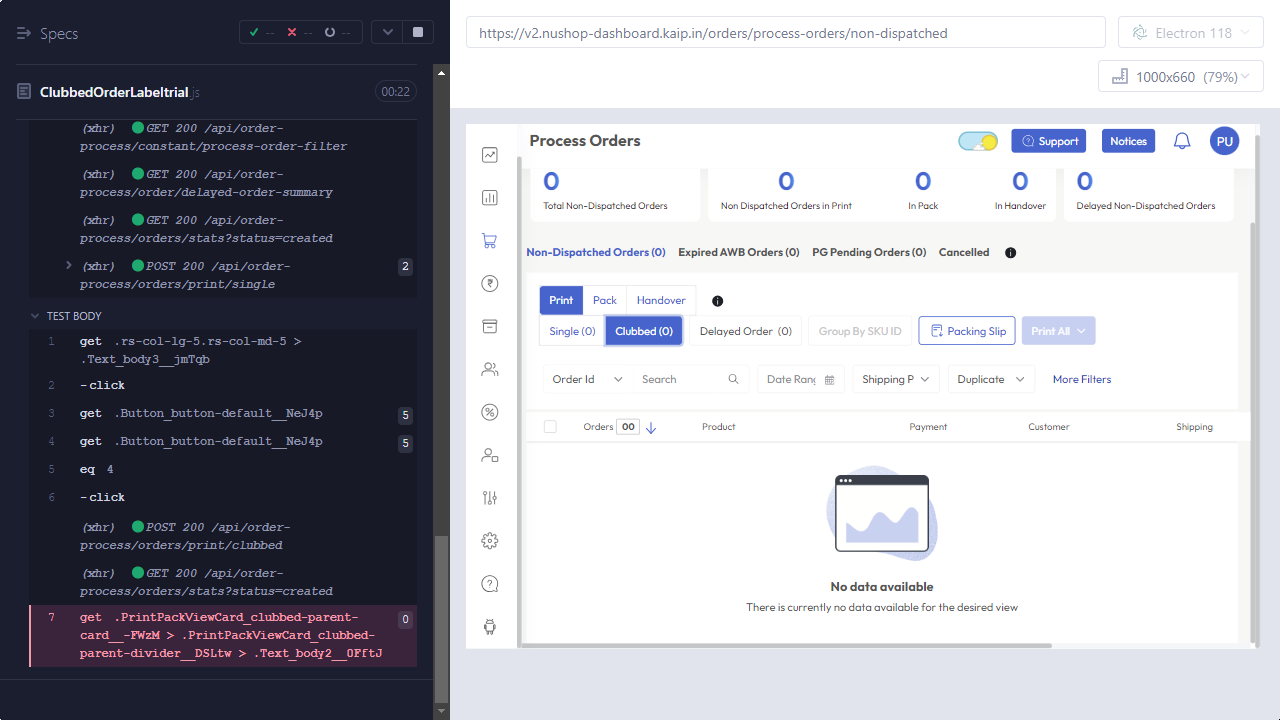 Specs
--
--
--
ClubbedOrderLabeltrial.js
00:22
(xhr) GET 200 /api/order-
process/constant/process-order-filter
(xhr) GET 200 /api/order-
process/order/delayed-order-summary
(xhr) GET 200 /api/order-
process/orders/stats?status=created
(xhr) POST 200 /api/order-
process/orders/print/single
2
TEST BODY
1 get .rs-col-lg-5.rs-col-md-9 >
.Text_body3__jmTqb
2 -click
3 get .Button_button-default__NeJ4p 5
4 get .Button_button-default__NeJ4p 5
5 eq 4
6 -click
(xhr) POST 200 /api/order-
process/orders/print/clubbed
(xhr) GET 200 /api/order-
process/orders/stats?status=created
7 get .PrintPackViewCard_clubbed-parent-
card__-FWzM > .PrintPackViewCard_clubbed-
parent-divider__DSLtw > .Text_body2__0FftJ
0
https://v2.nushop-dashboard.kaip.in/orders/process-orders/non-dispatched
Electron 118
1000x660 (79%)
Process Orders
Support
Notices
PU
0 0 0 0 0
Total Non-Dispatched Orders Non Dispatched Orders in Print In Pack In Handover Delayed Non-Dispatched Orders
Non-Dispatched Orders (0) Expired AWB Orders (0) PG Pending Orders (0) Cancelled
Print Pack Handover
Single (0) Clubbed (0) Delayed Order (0) Group By SKU ID Packing Slip Print All
Order Id Search Date Rang Shipping P Duplicate More Filters
Orders 00 Product Payment Customer Shipping
No data available
There is currently no data available for the desired view